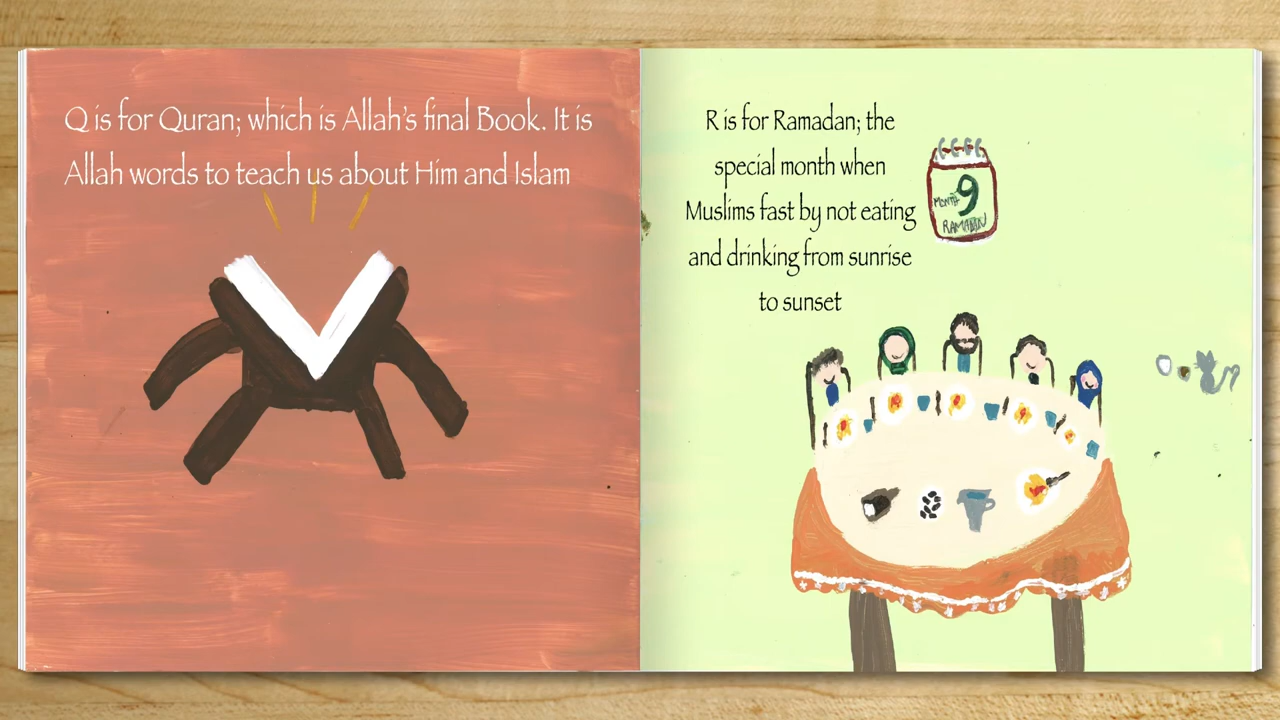 Q is for Quran; which is Allah's final Book. It is
Allah words to teach us about Him and Islam
R is for Ramadan; the
special month when
Muslims fast by not eating
and drinking from sunrise
to sunset
MONTH 9
RAMADAN